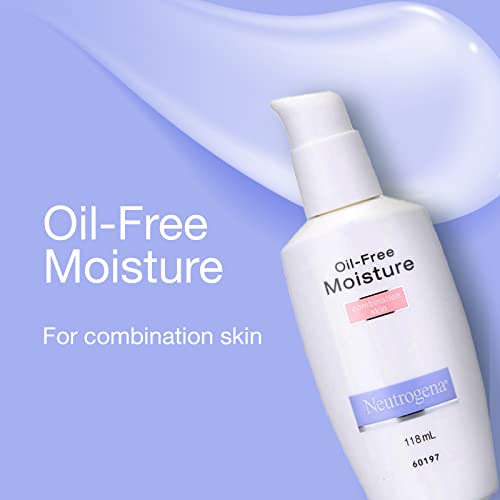 Oil-Free
Moisture
For combination skin
Oil-Free
Moisture
combination
skin
Neutrogena®
118 mL
60197